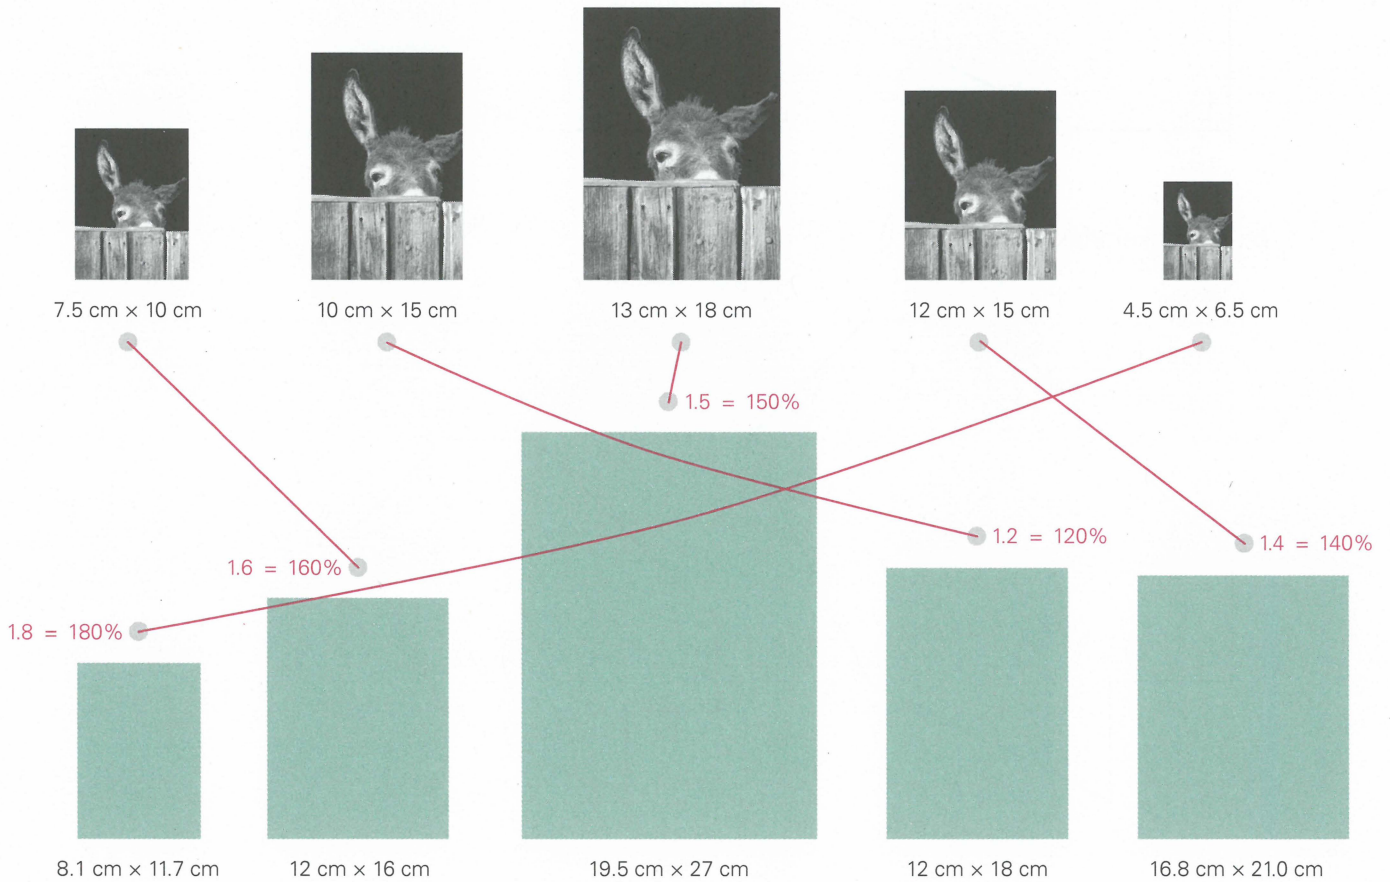 7.5 cm × 10 cm
10 cm × 15 cm
13 cm × 18 cm
12 cm × 15 cm
4.5 cm × 6.5 cm
1.5 = 150%
1.2 = 120%
1.4 = 140%
1.6 = 160%
1.8 = 180%
8.1 cm × 11.7 cm
12 cm × 16 cm
19.5 cm × 27 cm
12 cm × 18 cm
16.8 cm × 21.0 cm